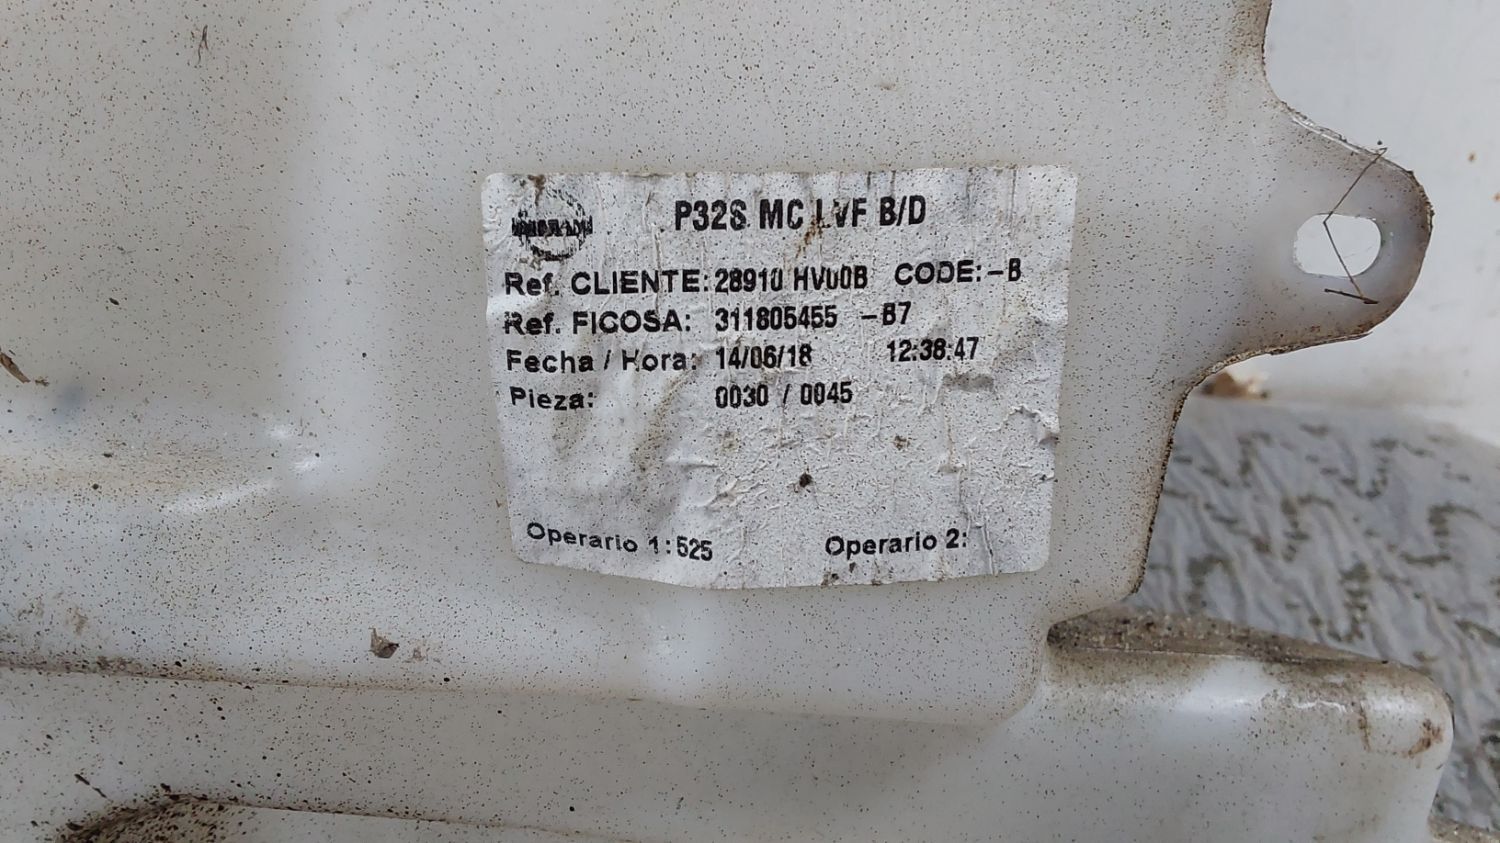 NISSAN
P32S MC LVF B/D
Ref. CLIENTE: 28910 HV00B CODE: -B
Ref. FICOSA: 311805455 -B7
Fecha / Hora: 14/06/18 12:38:47
Pieza: 0030 / 0045
Operario 1: 525 Operario 2: